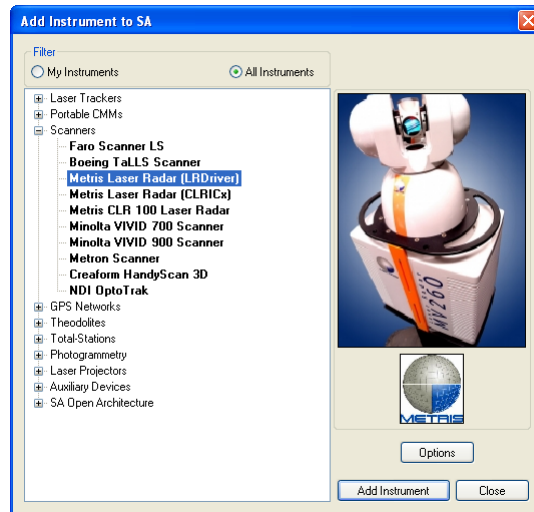 Add Instrument to SA
Filter
My Instruments
All Instruments
Laser Trackers
Portable CMMs
Scanners
Faro Scanner LS
Boeing TaLLS Scanner
Metris Laser Radar (LRDriver)
Metris Laser Radar (CLRICx)
Metris CLR 100 Laser Radar
Minolta VIVID 700 Scanner
Minolta VIVID 900 Scanner
Metron Scanner
Creaform HandyScan 3D
NDI OptoTrak
GPS Networks
Theodolites
Total-Stations
Photogrammetry
Laser Projectors
Auxiliary Devices
SA Open Architecture
MV260
METRIS
Options
Add Instrument
Close